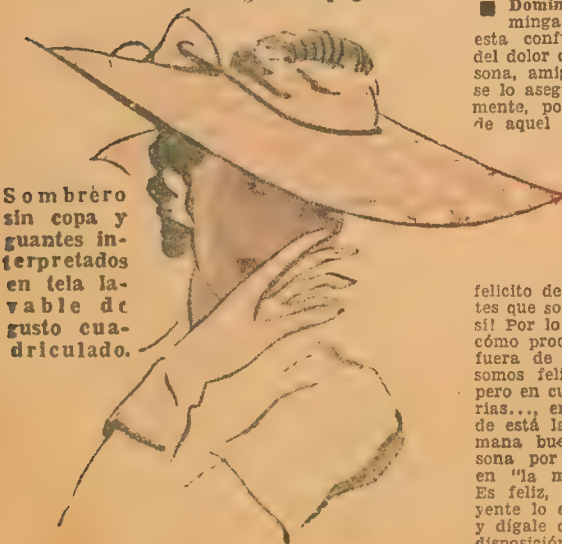 Sombrero
sin copa y
guantes in-
terpretados
en tela la-
vable de
gusto cua-
driculado.
■ Domin
minga
esta conf
del dolor
sona, amig
se lo aseg
mente, po
de aquel
felicito de
tes que so
sí! Por lo
cómo proc
fuera de
somos feli
pero en cu
rias..., en
de está la
mana bue
sona por
en "la m
Es feliz,
yente lo e
y dígale
disposición